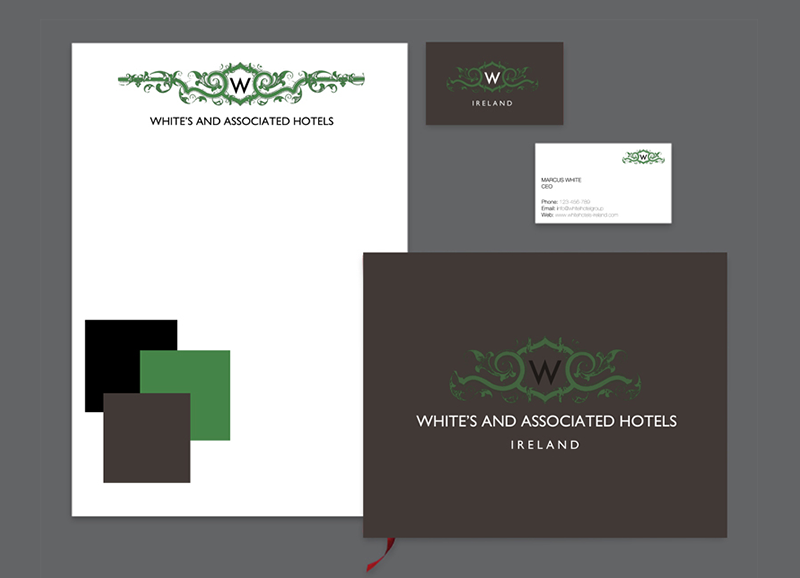 W
WHITE'S AND ASSOCIATED HOTELS
W
IRELAND
W
MARCUS WHITE
CEO
Phone: 123 456 789
Email: info@whitehotelgroup
Web: www.whitehotels-ireland.com
W
WHITE'S AND ASSOCIATED HOTELS
IRELAND